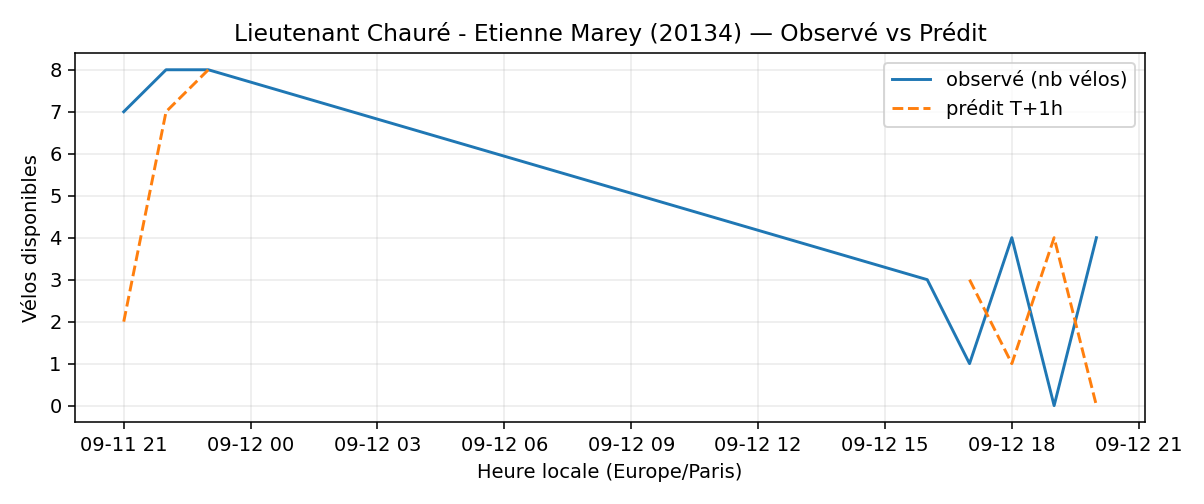 Lieutenant Chauré - Etienne Marey (20134) — Observé vs Prédit
observé (nb vélos)
prédit T+1h
Vélos disponibles
8
7
6
5
4
3
2
1
0
09-11 21 09-12 00 09-12 03 09-12 06 09-12 09 09-12 12 09-12 15 09-12 18 09-12 21
Heure locale (Europe/Paris)